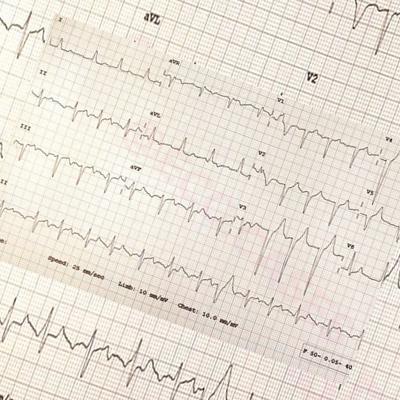 aVL
V2
I
aVR
V1
V4
II
aVL
V2
V5
III
aVF
V3
V6
II
Speed: 25 mm/sec
Limb: 10 mm/mV
Chest: 10.0 mm/mV
F 50~ 0.05- 40